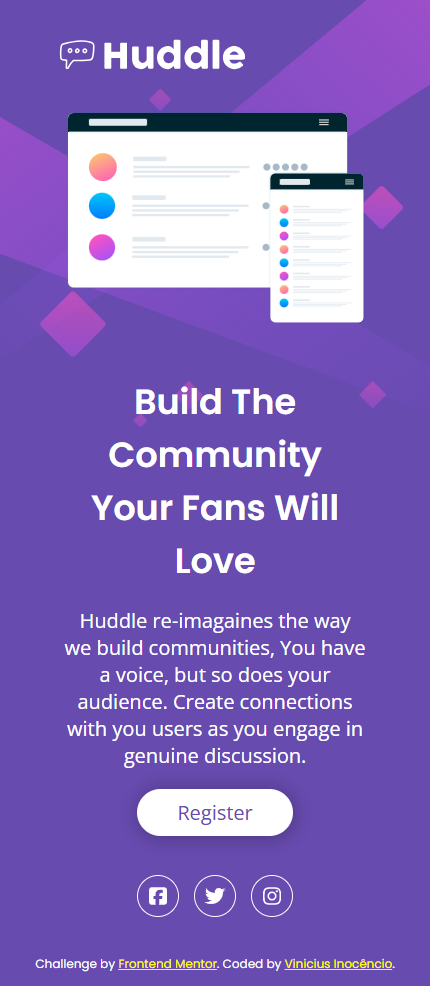 Huddle
Build The
Community
Your Fans Will
Love
Huddle re-imagaines the way
we build communities, You have
a voice, but so does your
audience. Create connections
with you users as you engage in
genuine discussion.
Register
Challenge by Frontend Mentor. Coded by Vinicius Inocêncio.